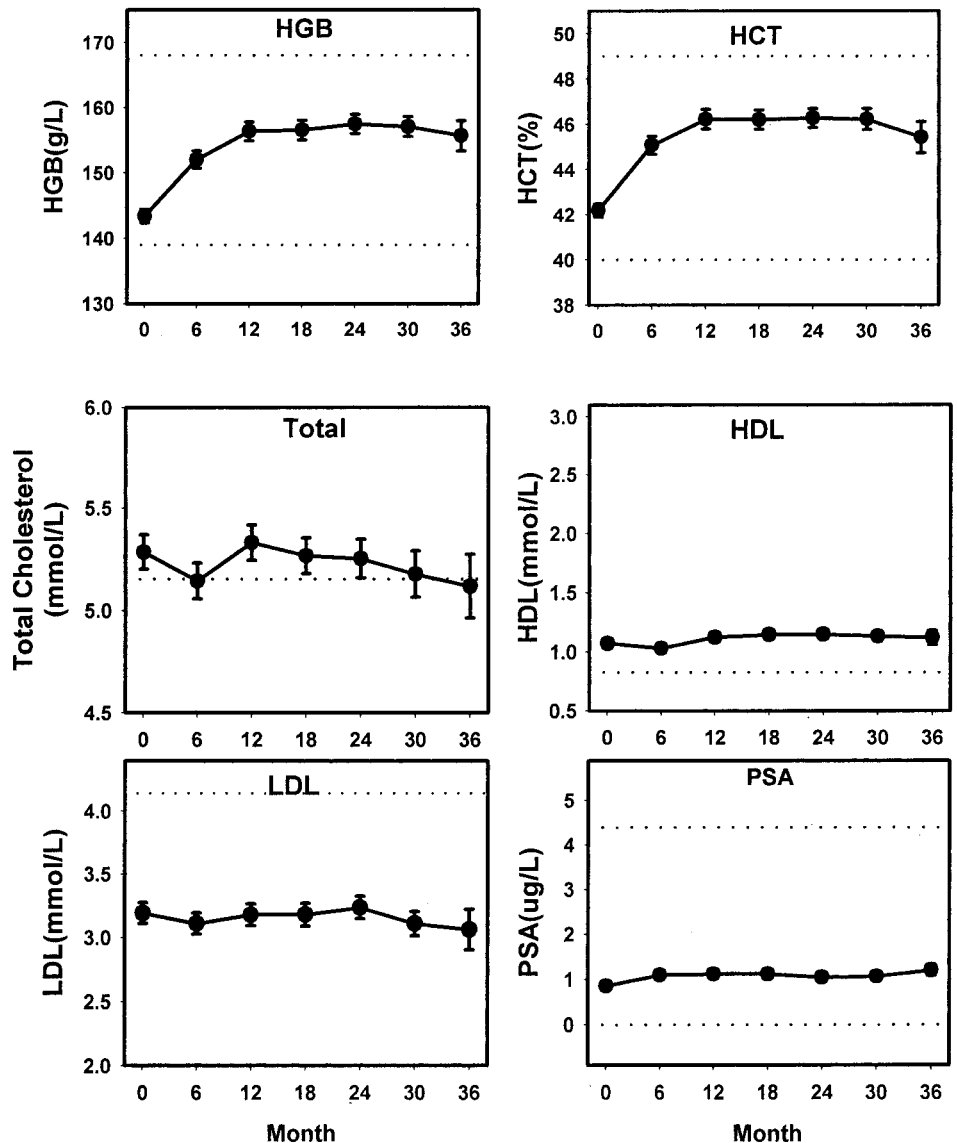 HGB
HGB(g/L)
170
160
150
140
130
0 6 12 18 24 30 36
HCT
HCT(%)
50
48
46
44
42
40
38
0 6 12 18 24 30 36
Total
Total Cholesterol
(mmol/L)
6.0
5.5
5.0
4.5
0 6 12 18 24 30 36
HDL
HDL(mmol/L)
3.0
2.5
2.0
1.5
1.0
0.5
0 6 12 18 24 30 36
LDL
LDL(mmol/L)
4.0
3.5
3.0
2.5
2.0
0 6 12 18 24 30 36
Month
PSA
PSA(ug/L)
5
4
3
2
1
0
0 6 12 18 24 30 36
Month